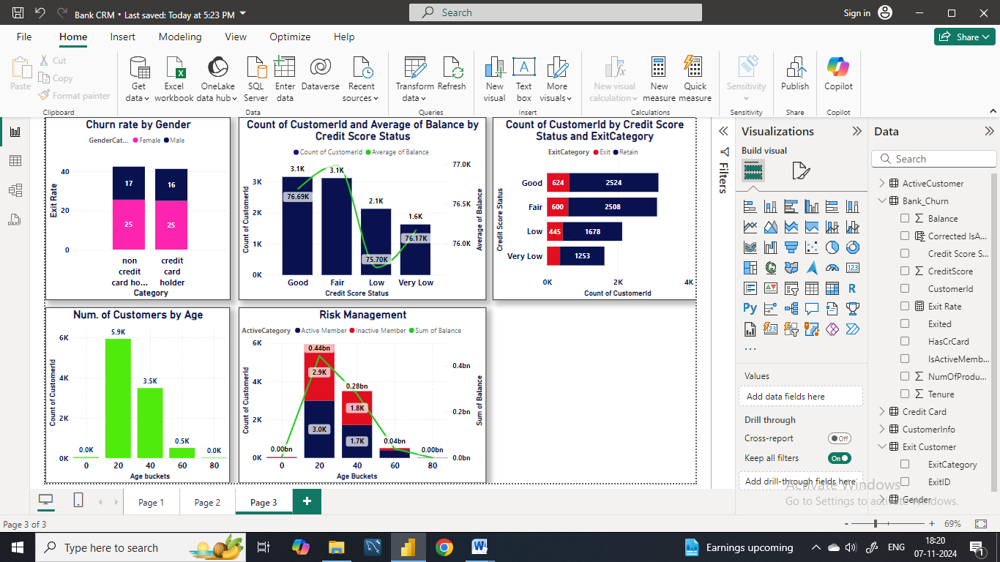 Bank CRM • Last saved: Today at 5:23 PM
Search
Sign in
File Home Insert Modeling View Optimize Help
Share
Paste
Cut
Copy
Format painter
Clipboard
Get data
Excel workbook
OneLake data hub
SQL Server
Enter data
Dataverse
Recent sources
Data
Transform data
Refresh
Queries
New visual
Text box
More visuals
Insert
New visual calculation
New measure
Quick measure
Calculations
Sensitivity
Sensitivity
Publish
Share
Copilot
Copilot
Churn rate by Gender
GenderCat... Female Male
Exit Rate
40
20
0
17
25
16
25
non credit card ho...
credit card holder
Category
Count of CustomerId and Average of Balance by
Credit Score Status
Count of CustomerId Average of Balance
Count of CustomerId
3K
2K
1K
0K
3.1K
3.1K
2.1K
1.6K
76.69K
75.70K
76.17K
77.0K
76.5K
76.0K
Average of Balance
Good Fair Low Very Low
Credit Score Status
Count of CustomerId by Credit Score
Status and ExitCategory
ExitCategory Exit Retain
Credit Score Status
Good 624 2524
Fair 600 2508
Low 445 1678
Very Low 1253
0K 2K 4K
Count of CustomerId
Num. of Customers by Age
Count of CustomerId
6K
4K
2K
0K
0.0K
5.9K
3.5K
0.5K
0.0K
0 20 40 60 80
Age buckets
Risk Management
ActiveCategory Active Member Inactive Member Sum of Balance
Count of CustomerId
6K
4K
2K
0K
0.00bn
0.44bn
0.28bn
0.04bn
0.00bn
2.9K
3.0K
1.8K
1.7K
0.4bn
0.2bn
0.0bn
Sum of Balance
0 20 40 60 80
Age Buckets
Filters
Visualizations
Build visual
R
Py
123
123
...
Values
Add data fields here
Drill through
Cross-report Off
Keep all filters On
Add drill-through fields here
Data
Search
ActiveCustomer
Bank_Churn
Balance
Corrected IsA...
Credit Score S...
CreditScore
CustomerId
Exit Rate
Exited
HasCrCard
IsActiveMemb...
NumOfProdu...
Tenure
Credit Card
CustomerInfo
Exit Customer
ExitCategory
ExitID
Gender
Activate Windows
Go to Settings to activate Windows.
Page 1 Page 2 Page 3 +
Page 3 of 3
- + 69%
Type here to search
Earnings upcoming
ENG
18:20
07-11-2024
1